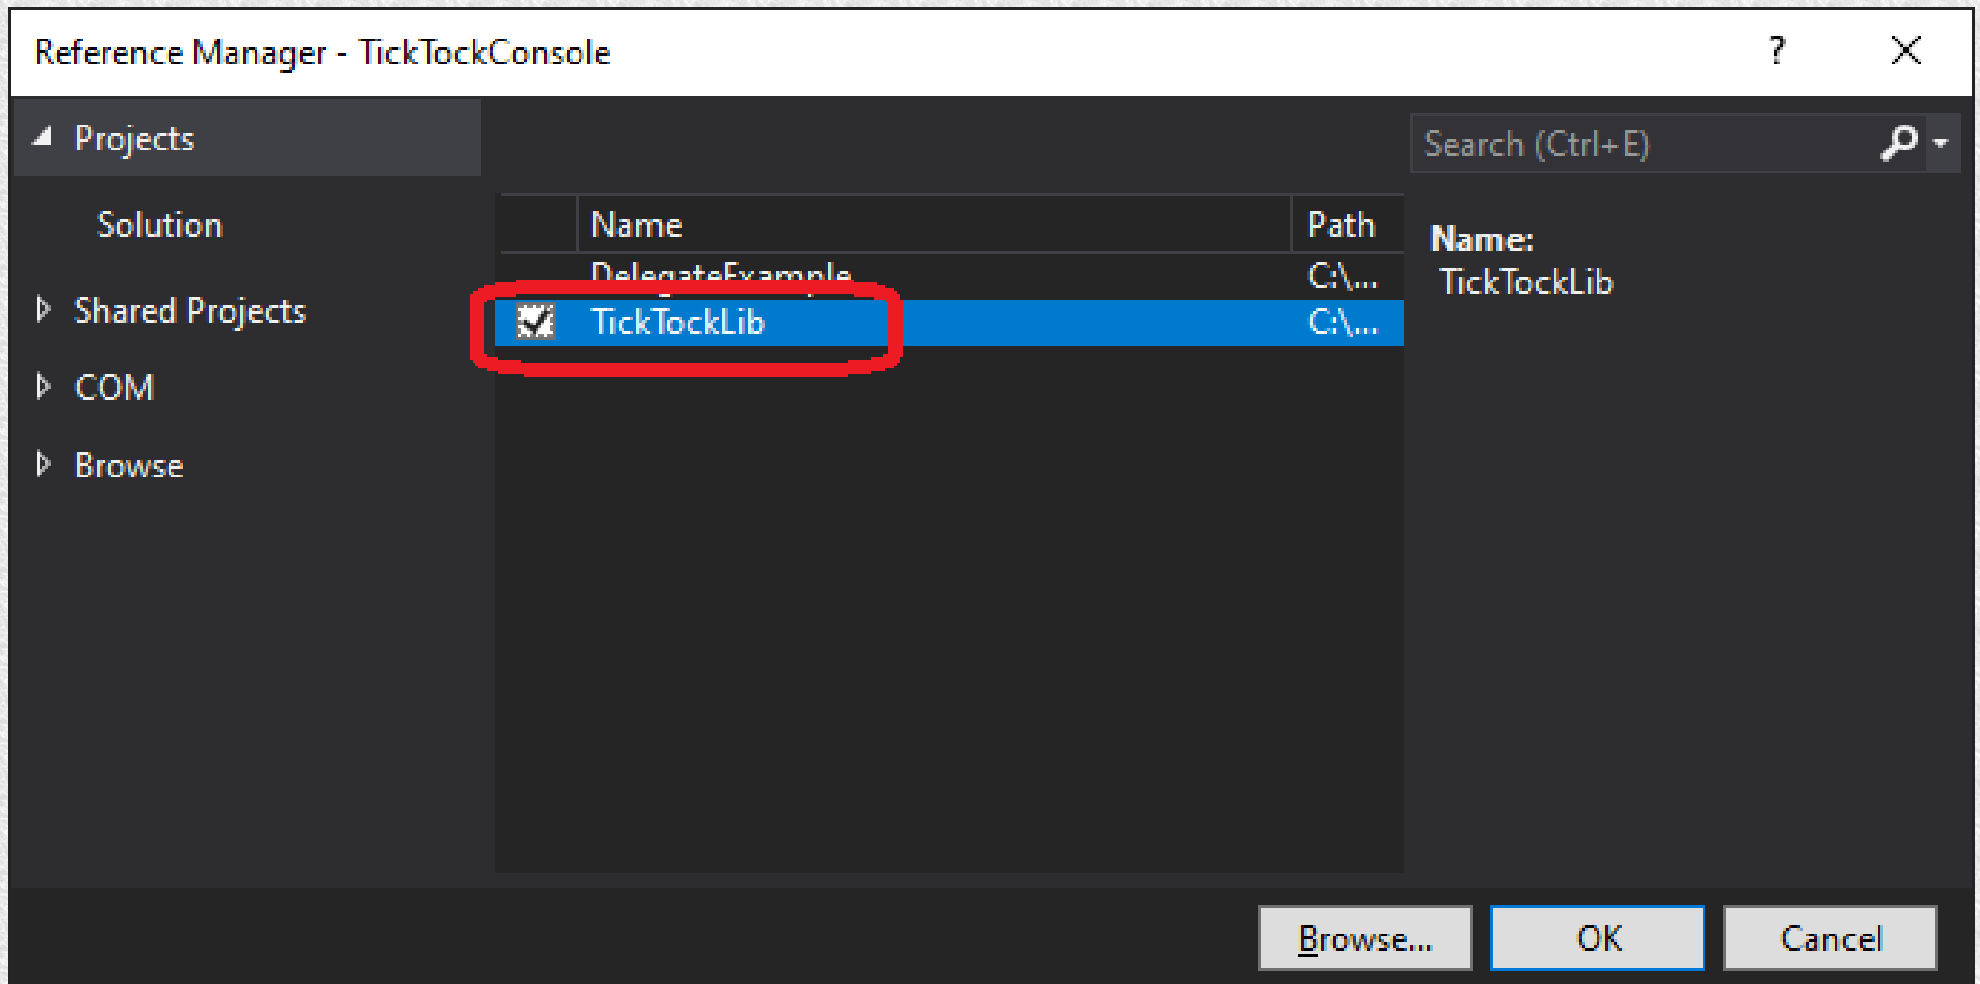 Reference Manager - TickTockConsole
?
Projects
Search (Ctrl+E)
Solution
Name
Path
Name:
TickTockLib
DelegateExample
C:\...
TickTockLib
C:\...
Shared Projects
COM
Browse
Browse...
OK
Cancel